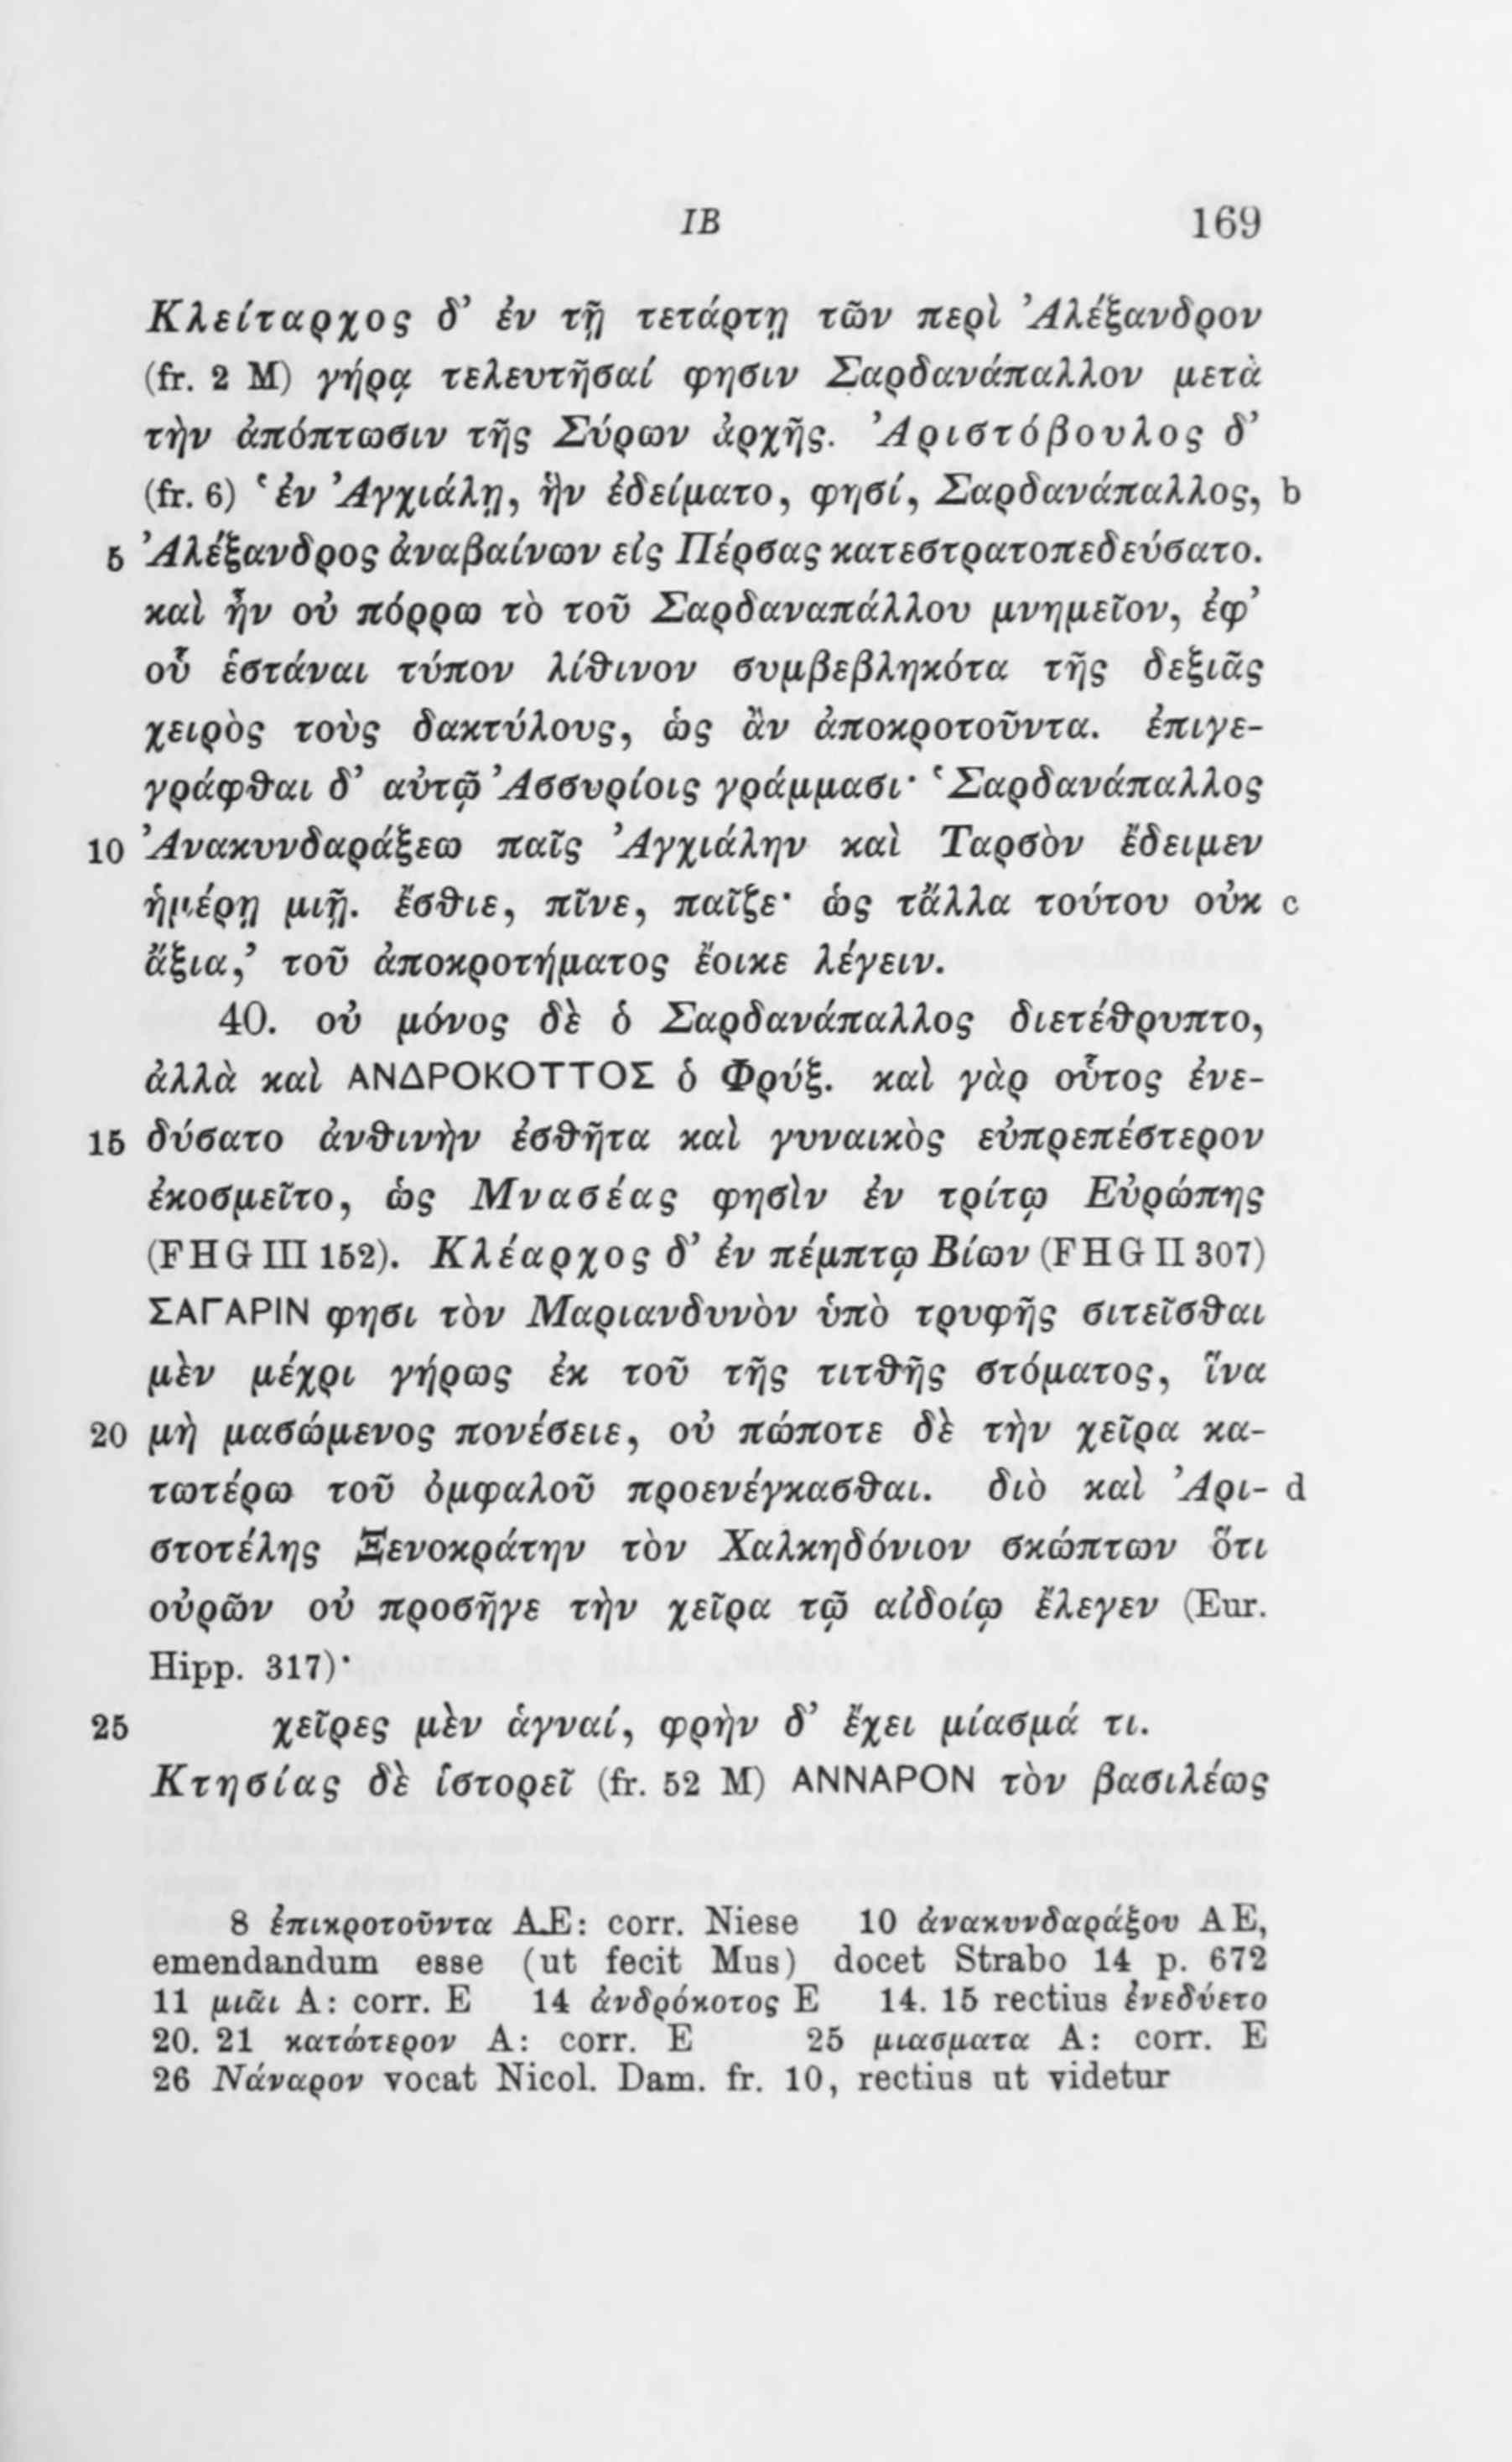 IB 169
Κλείταρχος δ’ ἐν τῇ τετάρτῃ τῶν περὶ Ἀλέξανδρον
(fr. 2 M) γήρᾳ τελευτῆσαί φησιν Σαρδανάπαλλον μετὰ
τὴν ἀπόπτωσιν τῆς Σύρων ἀρχῆς. Ἀριστόβουλος δ’
(fr. 6) ‘ἐν Ἀγχιάλῃ, ἣν ἐδείματο, φησί, Σαρδανάπαλλος, b
5 Ἀλέξανδρος ἀναβαίνων εἰς Πέρσας κατεστρατοπεδεύσατο.
καὶ ἦν οὐ πόρρω τὸ τοῦ Σαρδαναπάλλου μνημεῖον, ἐφ’
οὗ ἑστάναι τύπον λίθινον συμβεβληκότα τῆς δεξιᾶς
χειρὸς τοὺς δακτύλους, ὡς ἂν ἀποκροτοῦντα. ἐπιγε-
γράφθαι δ’ αὐτῷ Ἀσσυρίοις γράμμασι· ‘Σαρδανάπαλλος
10 Ἀνακυνδαράξεω παῖς Ἀγχιάλην καὶ Ταρσὸν ἔδειμεν
ἡμέρῃ μιῇ. ἔσθιε, πῖνε, παῖζε· ὡς τἄλλα τούτου οὐκ c
ἄξια,’ τοῦ ἀποκροτήματος ἔοικε λέγειν.
40. οὐ μόνος δὲ ὁ Σαρδανάπαλλος διετέθρυπτο,
ἀλλὰ καὶ ΑΝΔΡΟΚΟΤΤΟΣ ὁ Φρύξ. καὶ γὰρ οὗτος ἐνε-
15 δύσατο ἀνθινὴν ἐσθῆτα καὶ γυναικὸς εὐπρεπέστερον
ἐκοσμεῖτο, ὡς Μνασέας φησὶν ἐν τρίτῳ Εὐρώπης
(FHG III 152). Κλέαρχος δ’ ἐν πέμπτῳ Βίων (FHG II 307)
ΣΑΓΑΡΙΝ φησι τὸν Μαριανδυνὸν ὑπὸ τρυφῆς σιτεῖσθαι
μὲν μέχρι γήρως ἐκ τοῦ τῆς τιτθῆς στόματος, ἵνα
20 μὴ μασώμενος πονέσειε, οὐ πώποτε δὲ τὴν χεῖρα κα-
τωτέρω τοῦ ὀμφαλοῦ προενέγκασθαι. διὸ καὶ Ἀρι- d
στοτέλης Ξενοκράτην τὸν Χαλκηδόνιον σκώπτων ὅτι
οὐρῶν οὐ προσῆγε τὴν χεῖρα τῷ αἰδοίῳ ἔλεγεν (Eur.
Hipp. 317)·
25 χεῖρες μὲν ἁγναί, φρὴν δ’ ἔχει μίασμά τι.
Κτησίας δὲ ἱστορεῖ (fr. 52 M) ΑΝΝΑΡΟΝ τὸν βασιλέως
8 ἐπικροτοῦντα AE: corr. Niese 10 ἀνακυνδαράξου AE,
emendandum esse (ut fecit Mus) docet Strabo 14 p. 672
11 μιᾶι A: corr. E 14 ἀνδρόκοτος E 14. 15 rectius ἐνεδύετο
20. 21 κατώτερον A: corr. E 25 μιασματα A: corr. E
26 Νάναρον vocat Nicol. Dam. fr. 10, rectius ut videtur